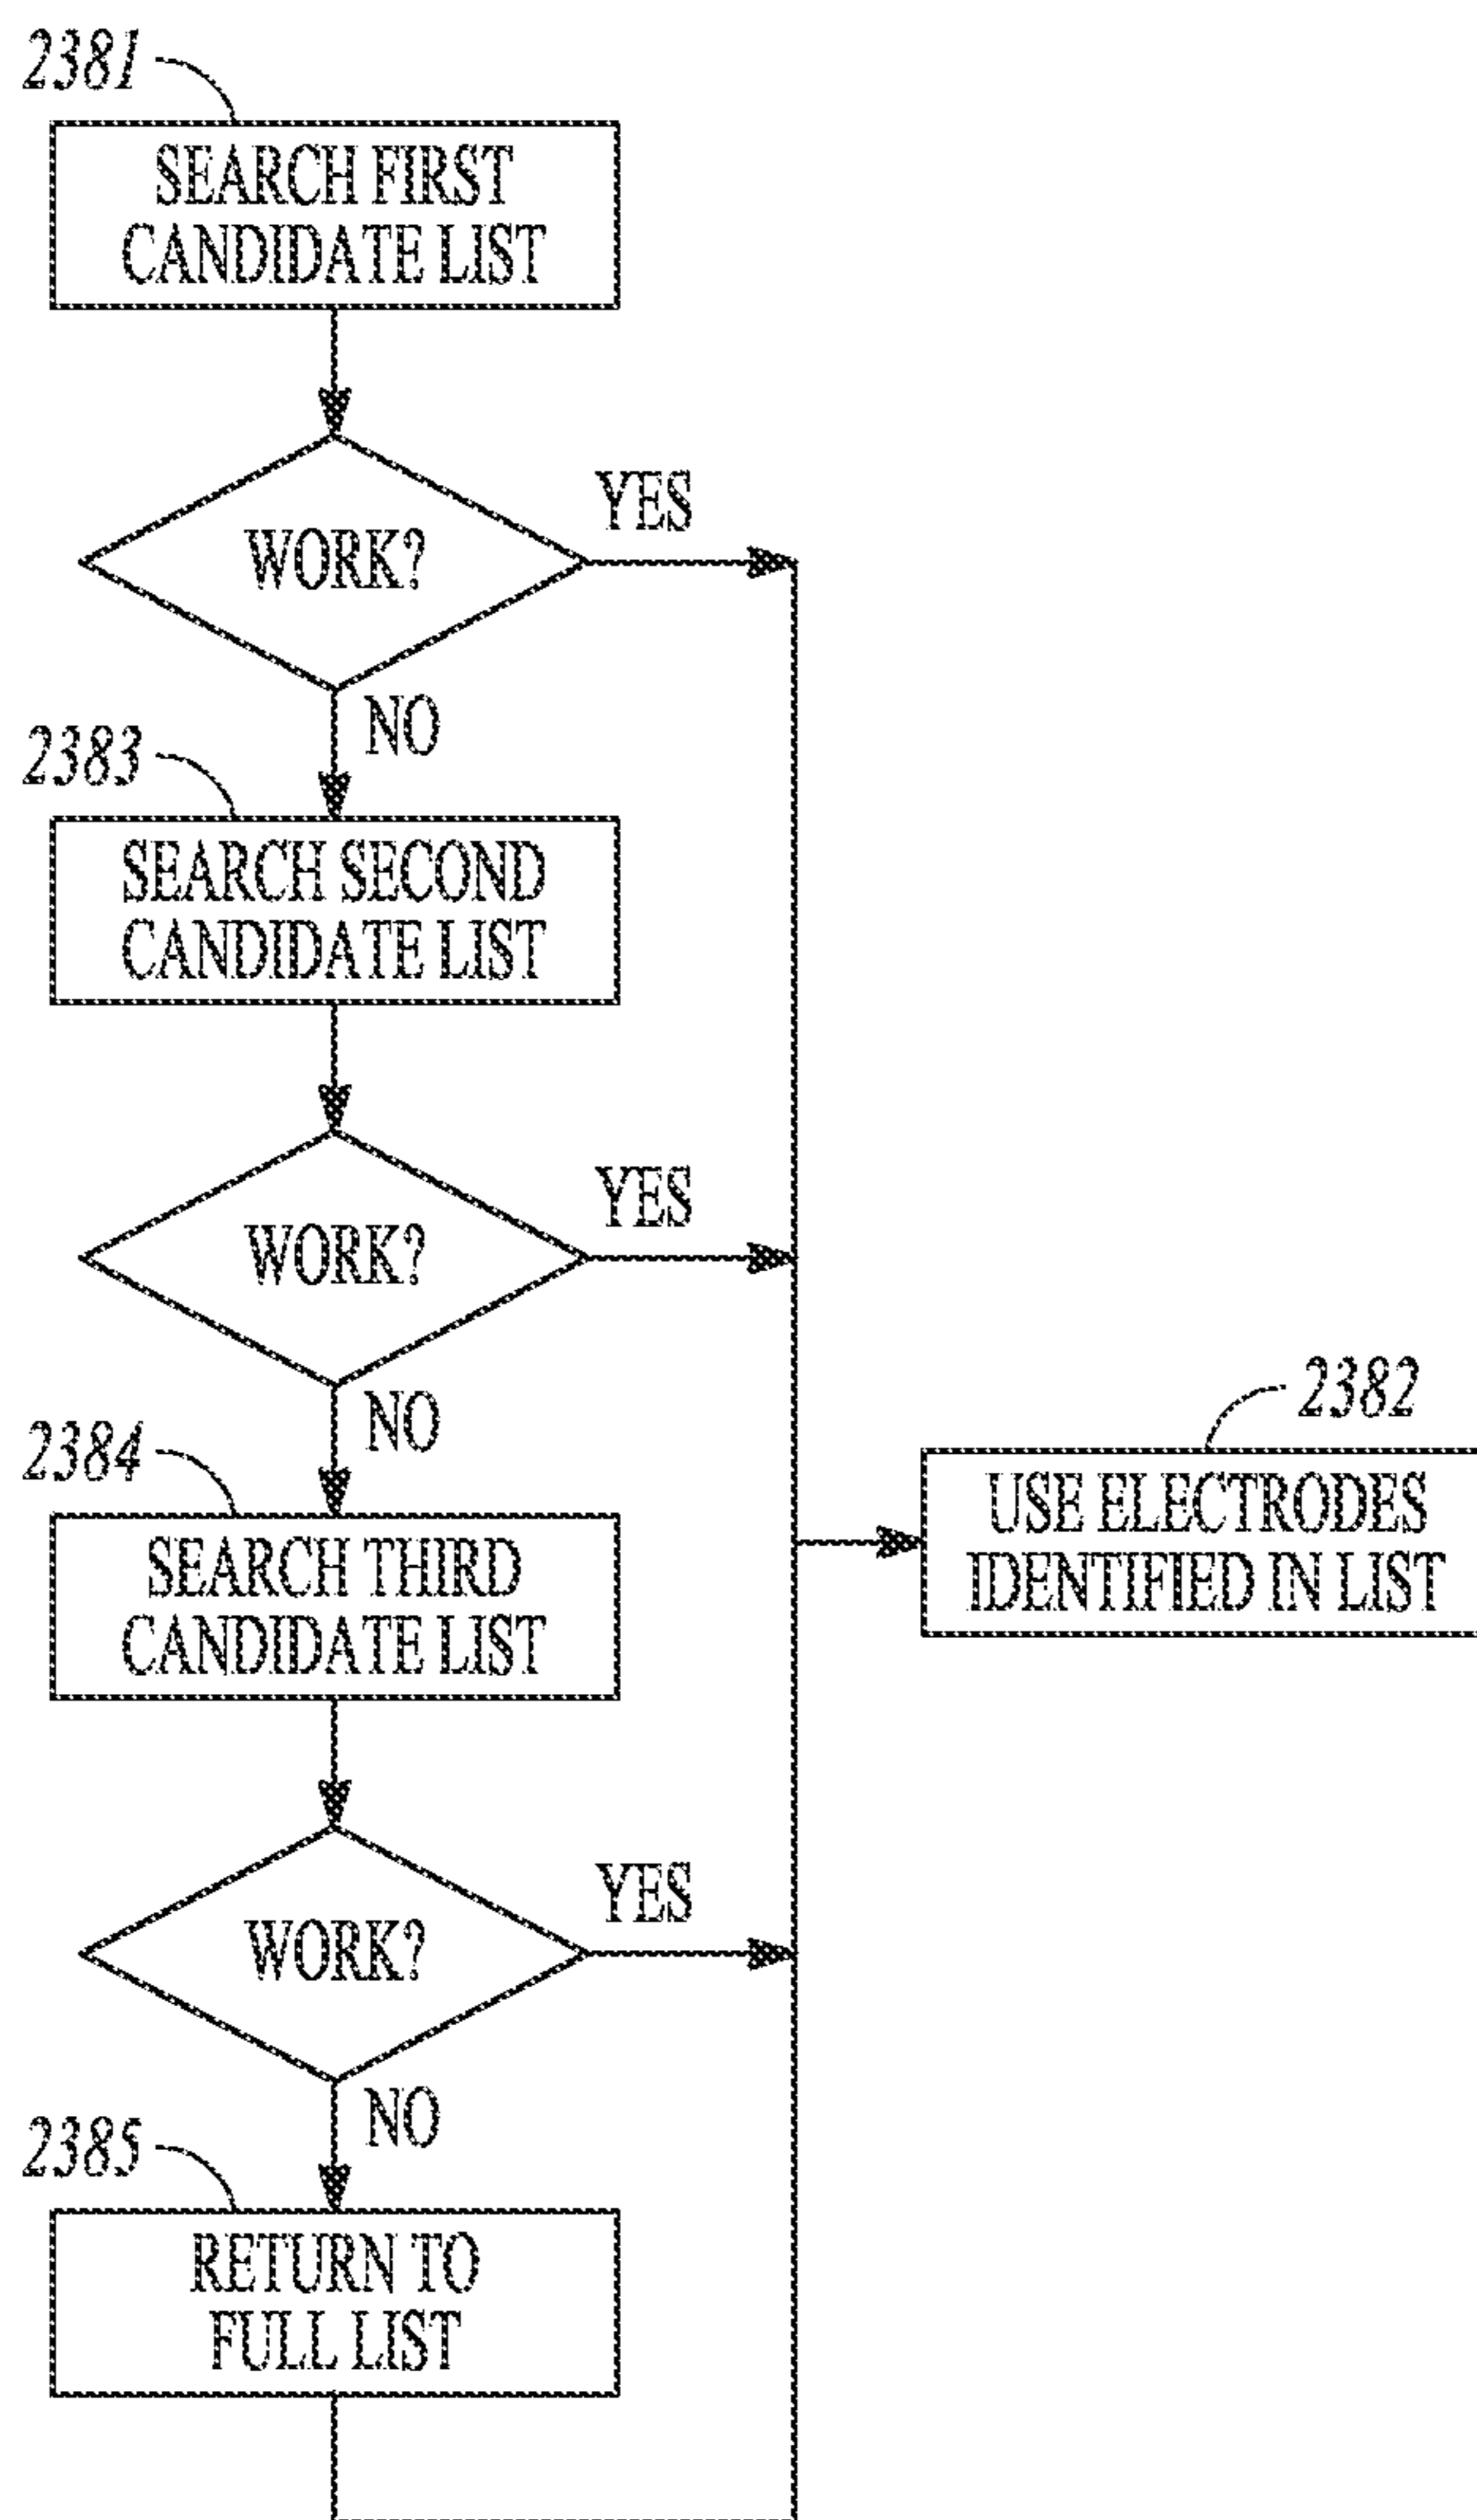 2381
SEARCH FIRST
CANDIDATE LIST
WORK?
YES
NO
2383
SEARCH SECOND
CANDIDATE LIST
WORK?
YES
NO
2382
USE ELECTRODES
IDENTIFIED IN LIST
2384
SEARCH THIRD
CANDIDATE LIST
WORK?
YES
NO
2385
RETURN TO
FULL LIST